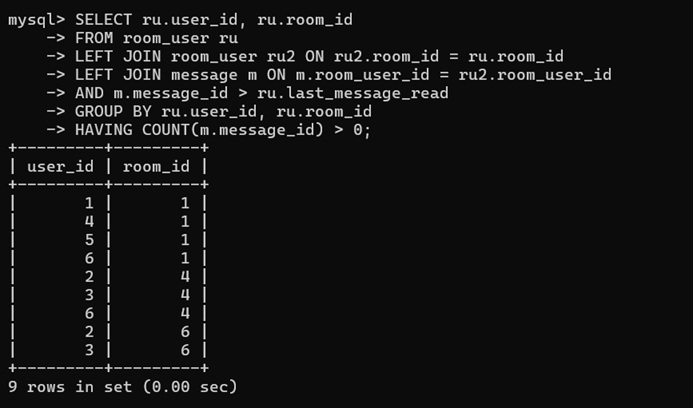 mysql> SELECT ru.user_id, ru.room_id
    -> FROM room_user ru
    -> LEFT JOIN room_user ru2 ON ru2.room_id = ru.room_id
    -> LEFT JOIN message m ON m.room_user_id = ru2.room_user_id
    -> AND m.message_id > ru.last_message_read
    -> GROUP BY ru.user_id, ru.room_id
    -> HAVING COUNT(m.message_id) > 0;
+---------+---------+
| user_id | room_id |
+---------+---------+
|       1 |       1 |
|       4 |       1 |
|       5 |       1 |
|       6 |       1 |
|       2 |       4 |
|       3 |       4 |
|       6 |       4 |
|       2 |       6 |
|       3 |       6 |
+---------+---------+
9 rows in set (0.00 sec)